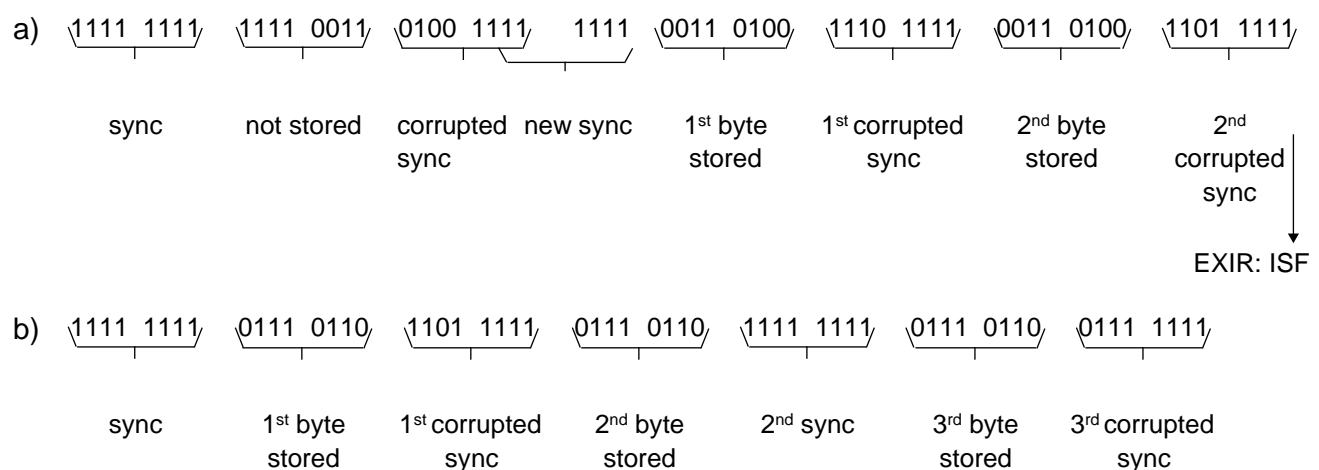 a) 1111 1111 1111 0011 0100 1111 1111 0011 0100 1110 1111 0011 0100 1101 1111
sync not stored corrupted new sync 1st byte 1st corrupted 2nd byte 2nd
sync stored sync stored corrupted
sync
EXIR: ISF
b) 1111 1111 0111 0110 1101 1111 0111 0110 1111 1111 0111 0110 0111 1111
sync 1st byte 1st corrupted 2nd byte 2nd sync 3rd byte 3rd corrupted
stored sync stored stored sync